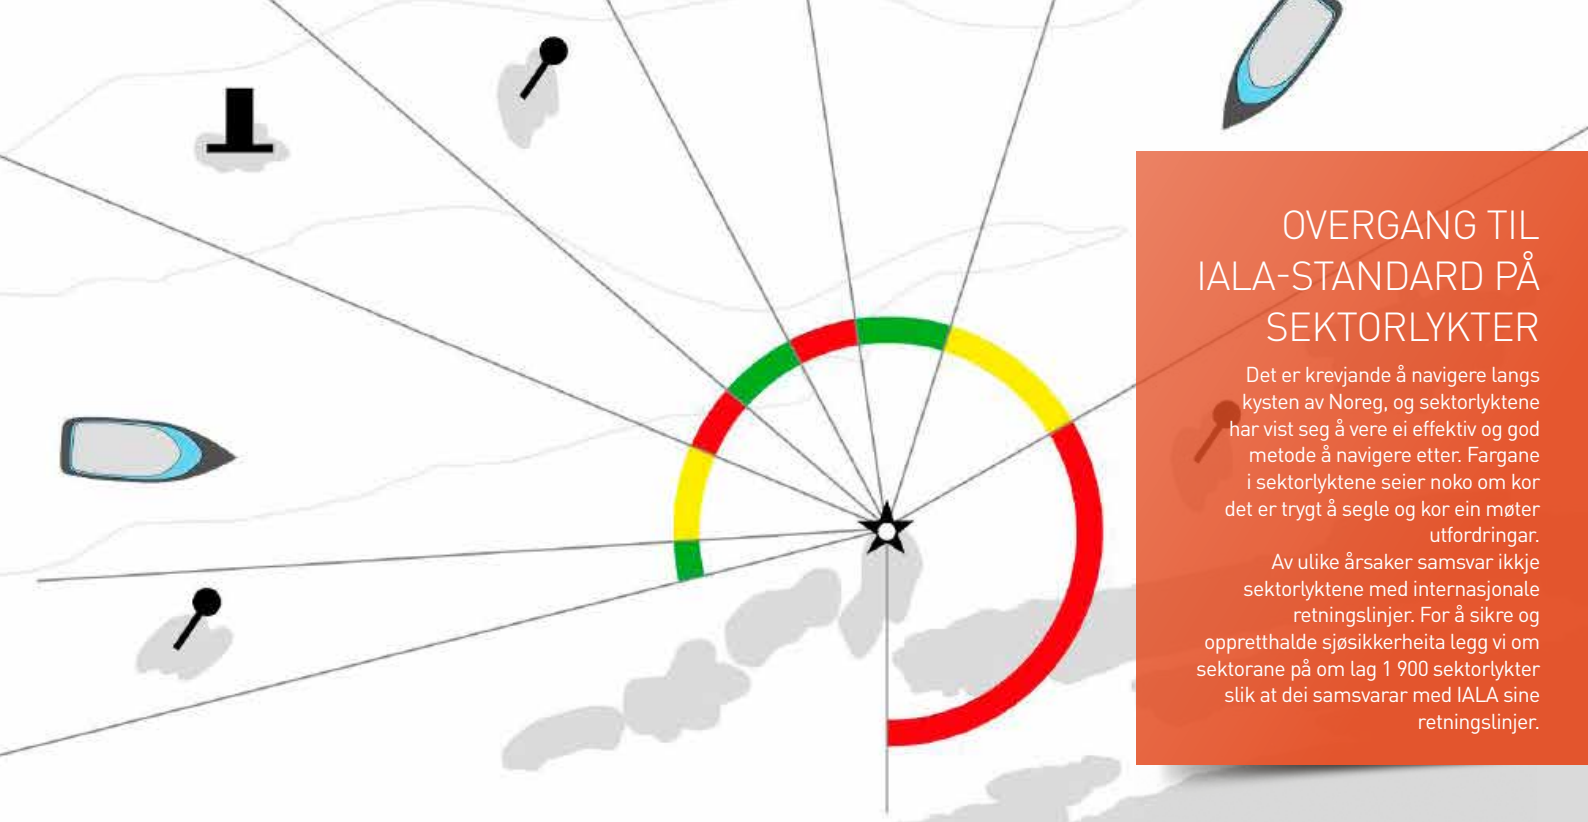 OVERGANG TIL
IALA-STANDARD PÅ
SEKTORLYKTER
Det er krevjande å navigere langs
kysten av Noreg, og sektorlyktene
har vist seg å vere ei effektiv og god
metode å navigere etter. Fargane
i sektorlyktene seier noko om kor
det er trygt å segle og kor ein møter
utfordringar.
Av ulike årsaker samsvar ikkje
sektorlyktene med internasjonale
retningslinjer. For å sikre og
oppretthalde sjøsikkerheita legg vi om
sektorane på om lag 1 900 sektorlykter
slik at dei samsvarar med IALA sine
retningslinjer.